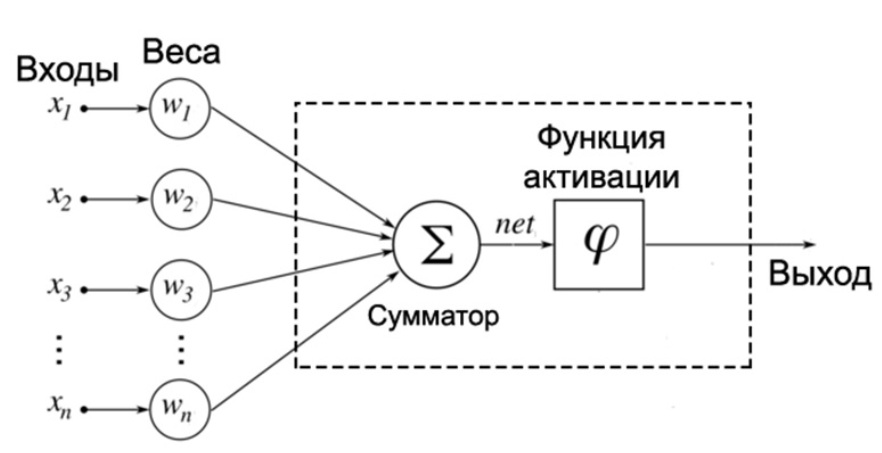 Входы
Веса
x1
w1
x2
w2
x3
w3
⋮
⋮
xn
wn
Σ
Сумматор
net
Функция
активации
φ
Выход